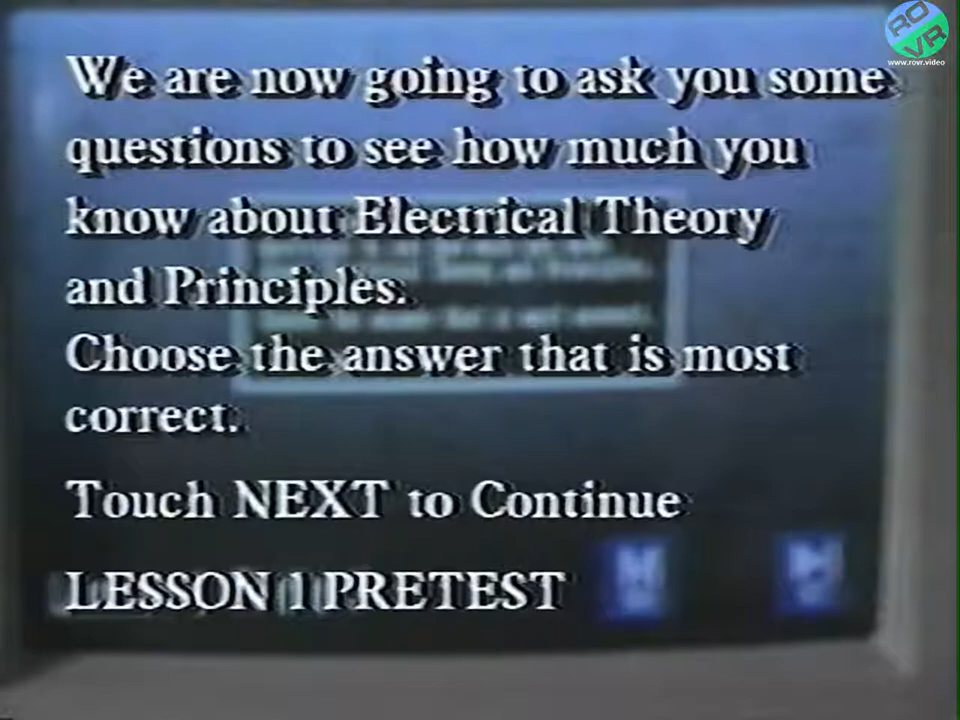 RO
VR
www.rovr.video
We are now going to ask you some
questions to see how much you
know about Electrical Theory
and Principles.
Choose the answer that is most
correct.
Touch NEXT to Continue
LESSON 1 PRETEST